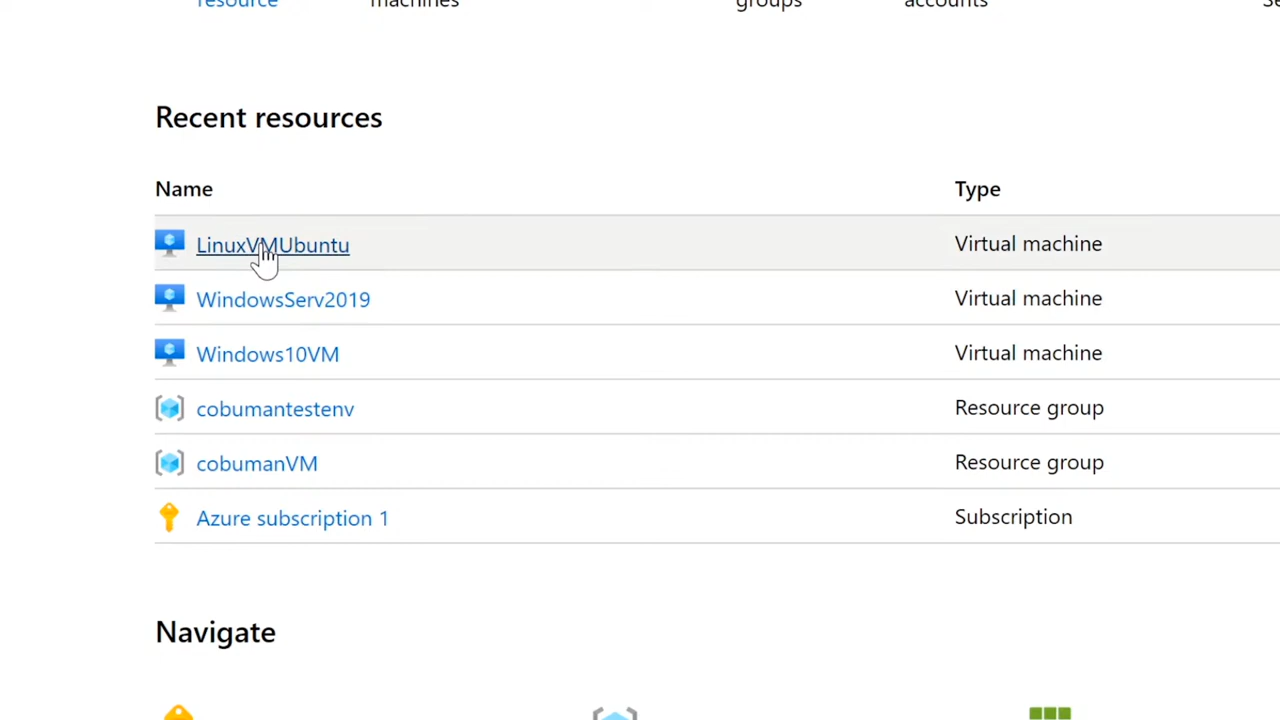 resource machines groups accounts
Recent resources
Name Type
LinuxVMUbuntu Virtual machine
WindowsServ2019 Virtual machine
Windows10VM Virtual machine
cobumantestenv Resource group
cobumanVM Resource group
Azure subscription 1 Subscription
Navigate